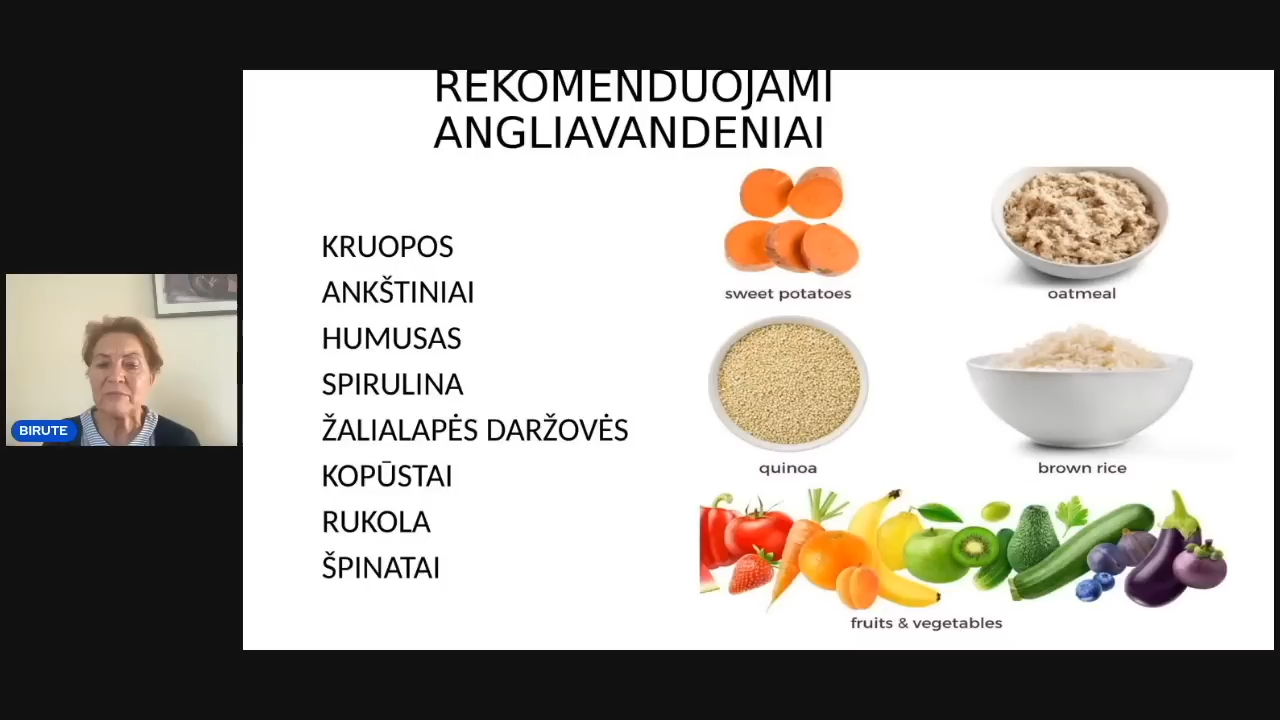 REKOMENDUOJAMI
ANGLIAVANDENIAI
KRUOPOS
ANKŠTINIAI
HUMUSAS
SPIRULINA
ŽALIALAPĖS DARŽOVĖS
KOPŪSTAI
RUKOLA
ŠPINATAI
sweet potatoes
oatmeal
quinoa
brown rice
fruits & vegetables
BIRUTE